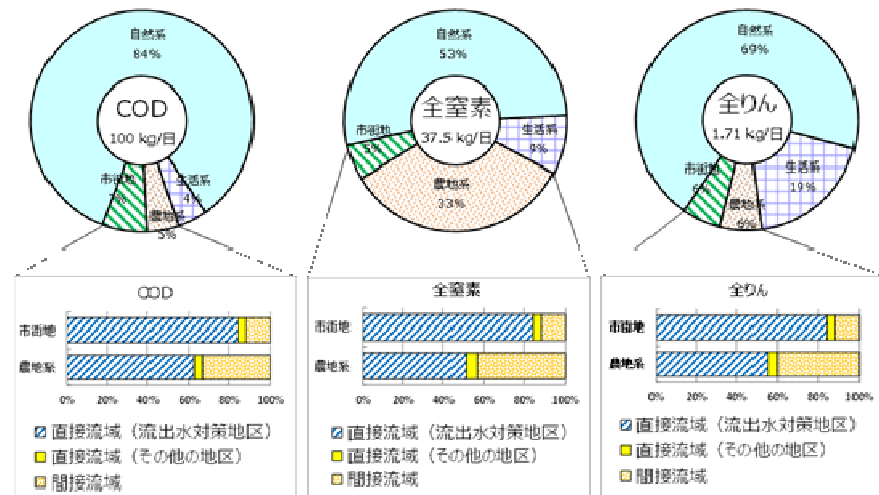 自然系
84%
COD
100 kg/日
市街地
7%
農地系
5%
生活系
4%
自然系
53%
全窒素
37.5 kg/日
市街地
5%
生活系
9%
農地系
33%
自然系
69%
全りん
1.71 kg/日
市街地
6%
農地系
6%
生活系
19%
COD
市街地
農地系
0% 20% 40% 60% 80% 100%
直接流域（流出水対策地区）
直接流域（その他の地区）
間接流域
全窒素
市街地
農地系
0% 20% 40% 60% 80% 100%
直接流域（流出水対策地区）
直接流域（その他の地区）
間接流域
全りん
市街地
農地系
0% 20% 40% 60% 80% 100%
直接流域（流出水対策地区）
直接流域（その他の地区）
間接流域